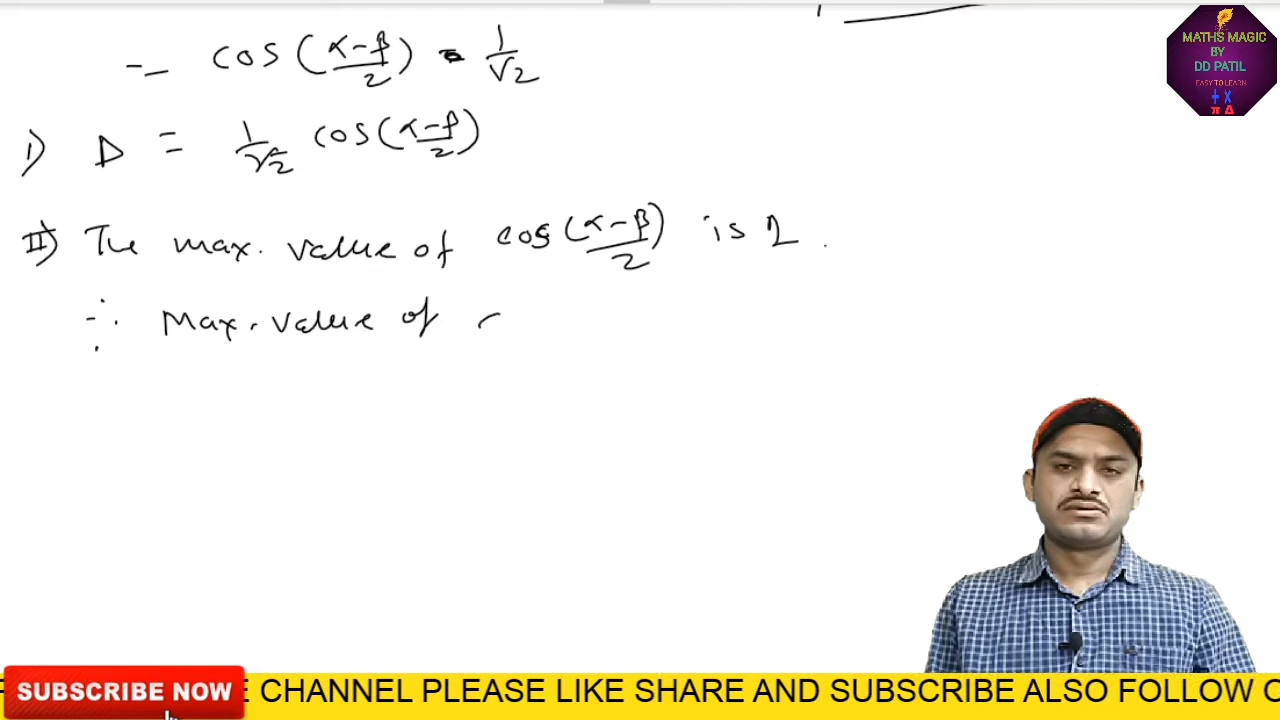 = cos (α-β/2) · 1/√2
I) D = 1/√2 cos(α-β/2)
II) The max. value of cos(α-β/2) is 1.
∴ Max. value of
MATHS MAGIC
BY
DD PATIL
EASY TO LEARN
+ X
π Δ
SUBSCRIBE NOW
E CHANNEL PLEASE LIKE SHARE AND SUBSCRIBE ALSO FOLLOW